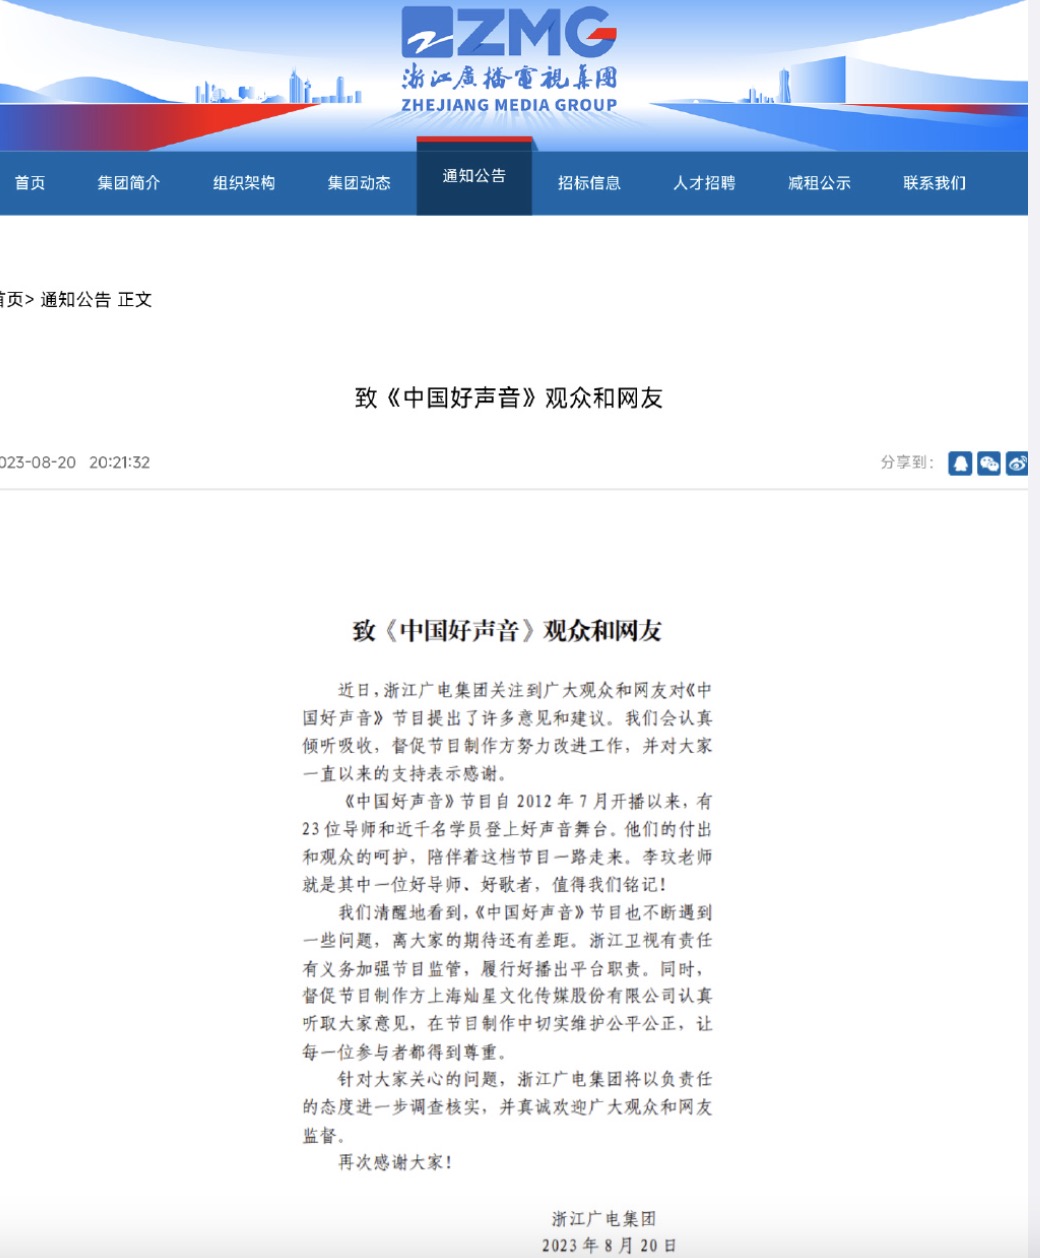 ZMG
浙江廣播電視集團
ZHEJIANG MEDIA GROUP
首页 集团简介 组织架构 集团动态 通知公告 招标信息 人才招聘 减租公示 联系我们
首页> 通知公告 正文
致《中国好声音》观众和网友
023-08-20 20:21:32 分享到:
致《中国好声音》观众和网友
近日,浙江广电集团关注到广大观众和网友对《中
国好声音》节目提出了许多意见和建议。我们会认真
倾听吸收，督促节目制作方努力改进工作，并对大家
一直以来的支持表示感谢。
《中国好声音》节目自 2012 年 7 月开播以来，有
23 位导师和近千名学员登上好声音舞台。他们的付出
和观众的呵护，陪伴着这档节目一路走来。李玟老师
就是其中一位好导师、好歌者，值得我们铭记！
我们清醒地看到,《中国好声音》节目也不断遇到
一些问题，离大家的期待还有差距。浙江卫视有责任
有义务加强节目监管，履行好播出平台职责。同时，
督促节目制作方上海灿星文化传媒股份有限公司认真
听取大家意见，在节目制作中切实维护公平公正，让
每一位参与者都得到尊重。
针对大家关心的问题，浙江广电集团将以负责任
的态度进一步调查核实，并真诚欢迎广大观众和网友
监督。
再次感谢大家！
浙江广电集团
2023 年 8 月 20 日